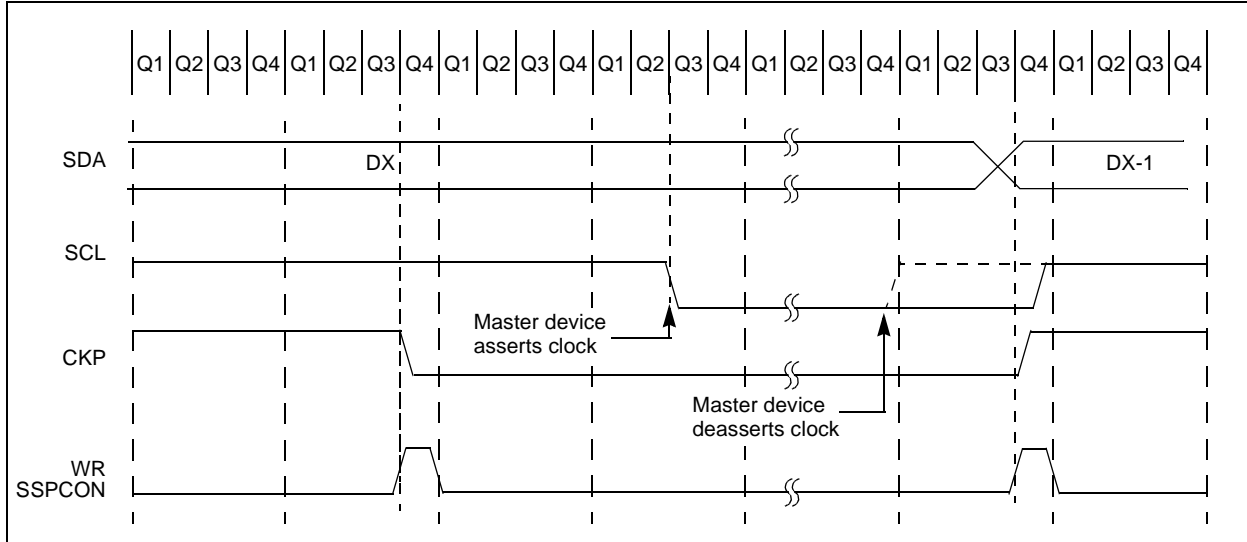 Q1 Q2 Q3 Q4 Q1 Q2 Q3 Q4 Q1 Q2 Q3 Q4 Q1 Q2 Q3 Q4 Q1 Q2 Q3 Q4 Q1 Q2 Q3 Q4 Q1 Q2 Q3 Q4
SDA
DX
DX-1
SCL
Master device
asserts clock
CKP
Master device
deasserts clock
WR
SSPCON